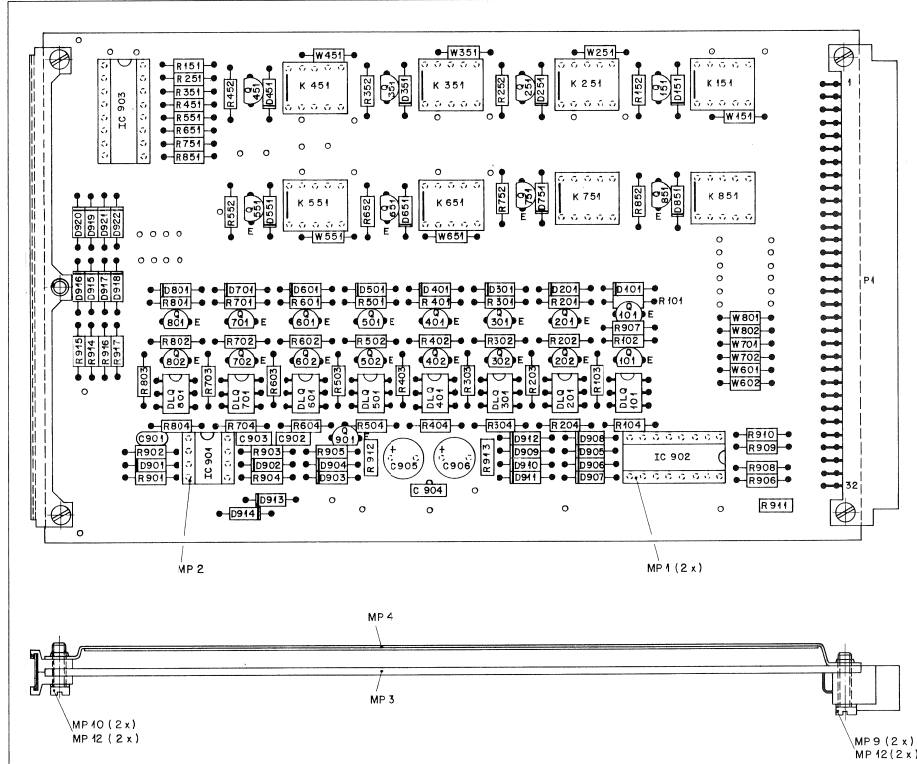 W451 W351 W251
R151
R251
R351
R451
R551
R651
R751
R851
IC 903
R452 Q 451 D451 K 451
R352 Q 351 D351 K 351
R252 Q 251 D251 K 251
R152 Q 151 D151 K 151
W151
1
R552 Q 551 E D551 K 551
R652 Q 651 E D651 K 651
R752 Q 751 E D751 K 751
R852 Q 851 E D851 K 851
W551 W651
D920 D919 D921 D922
D916 D915 D917 D918
R915 R914 R916 R917
P1
D801 D701 D601 D501 D401 D301 D201 D101
R801 R701 R601 R501 R401 R301 R201 R101
Q 801 E Q 701 E Q 601 E Q 501 E Q 401 E Q 301 E Q 201 E Q 101 E
R907
R802 R702 R602 R502 R402 R302 R202 R102
Q 802 Q 702 Q 602 Q 502 Q 402 Q 302 Q 202 Q 101 E
R803 R703 R603 R503 R403 R303 R203 R103
DLQ 801 DLQ 701 DLQ 601 DLQ 501 DLQ 401 DLQ 301 DLQ 201 DLQ 101
W801
W802
W701
W702
W601
W602
R804 R704 R604 R504 R404 R304 R204 R104
C901
R902
D901
R901
IC 904
C903 C902
R903
D902
R904
Q 901
R905
D904
D903
R912
C905
+
C906
+
R913
C 904
D912
D909
D910
D911
D908
D905
D906
D907
IC 902
R910
R909
R908
R906
R911
32
D913
D914
MP 2
MP 1 (2 x)
MP 4
MP 3
MP 10 (2 x)
MP 12 (2 x)
MP 9 (2 x)
MP 12 (2 x)